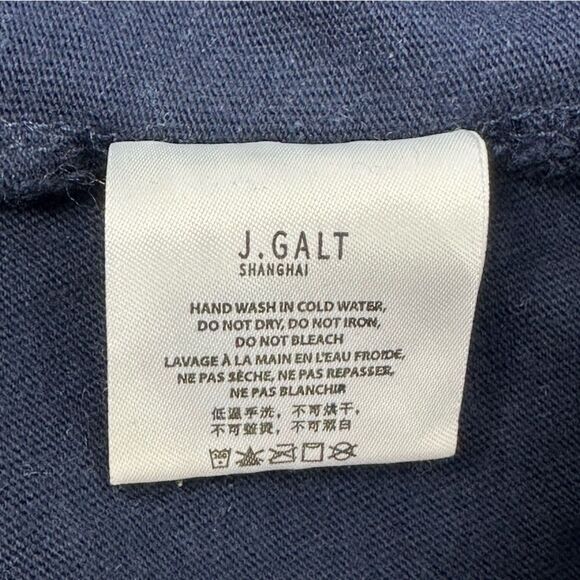 J.GALT
SHANGHAI
HAND WASH IN COLD WATER,
DO NOT DRY, DO NOT IRON,
DO NOT BLEACH
LAVAGE À LA MAIN EN L'EAU FROIDE,
NE PAS SÈCHE, NE PAS REPASSER,
NE PAS BLANCHIR
低温手洗，不可烘干，
不可整烫，不可漂白